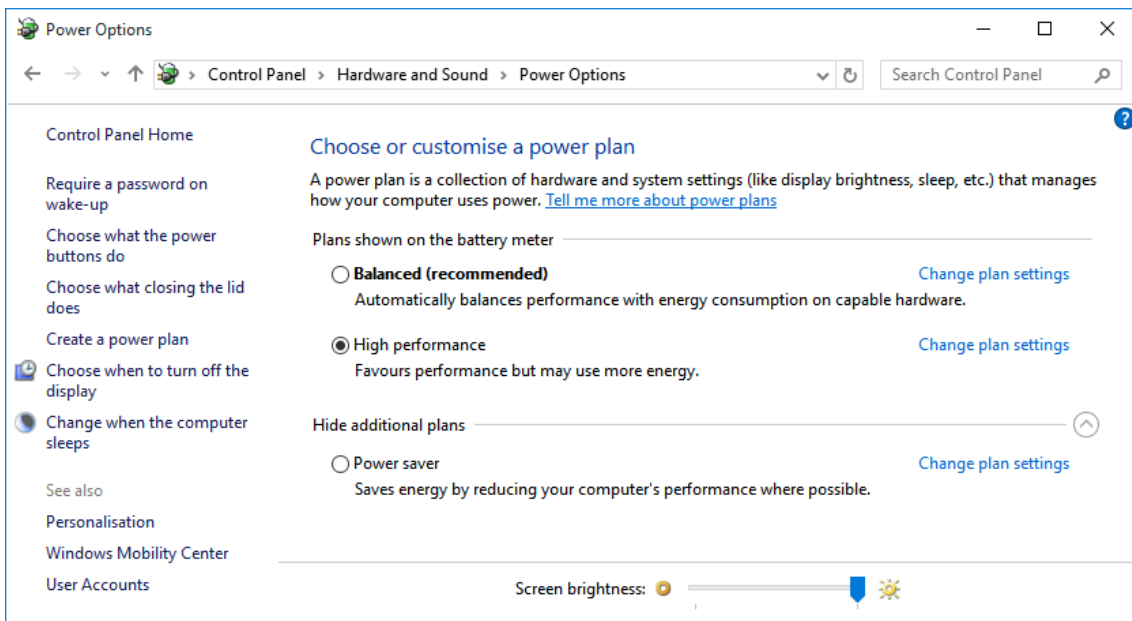 Power Options
Control Panel > Hardware and Sound > Power Options
Search Control Panel
?
Control Panel Home
Require a password on
wake-up
Choose what the power
buttons do
Choose what closing the lid
does
Create a power plan
Choose when to turn off the
display
Change when the computer
sleeps
See also
Personalisation
Windows Mobility Center
User Accounts
Choose or customise a power plan
A power plan is a collection of hardware and system settings (like display brightness, sleep, etc.) that manages
how your computer uses power. Tell me more about power plans
Plans shown on the battery meter
Balanced (recommended) Change plan settings
Automatically balances performance with energy consumption on capable hardware.
High performance Change plan settings
Favours performance but may use more energy.
Hide additional plans
Power saver Change plan settings
Saves energy by reducing your computer's performance where possible.
Screen brightness: